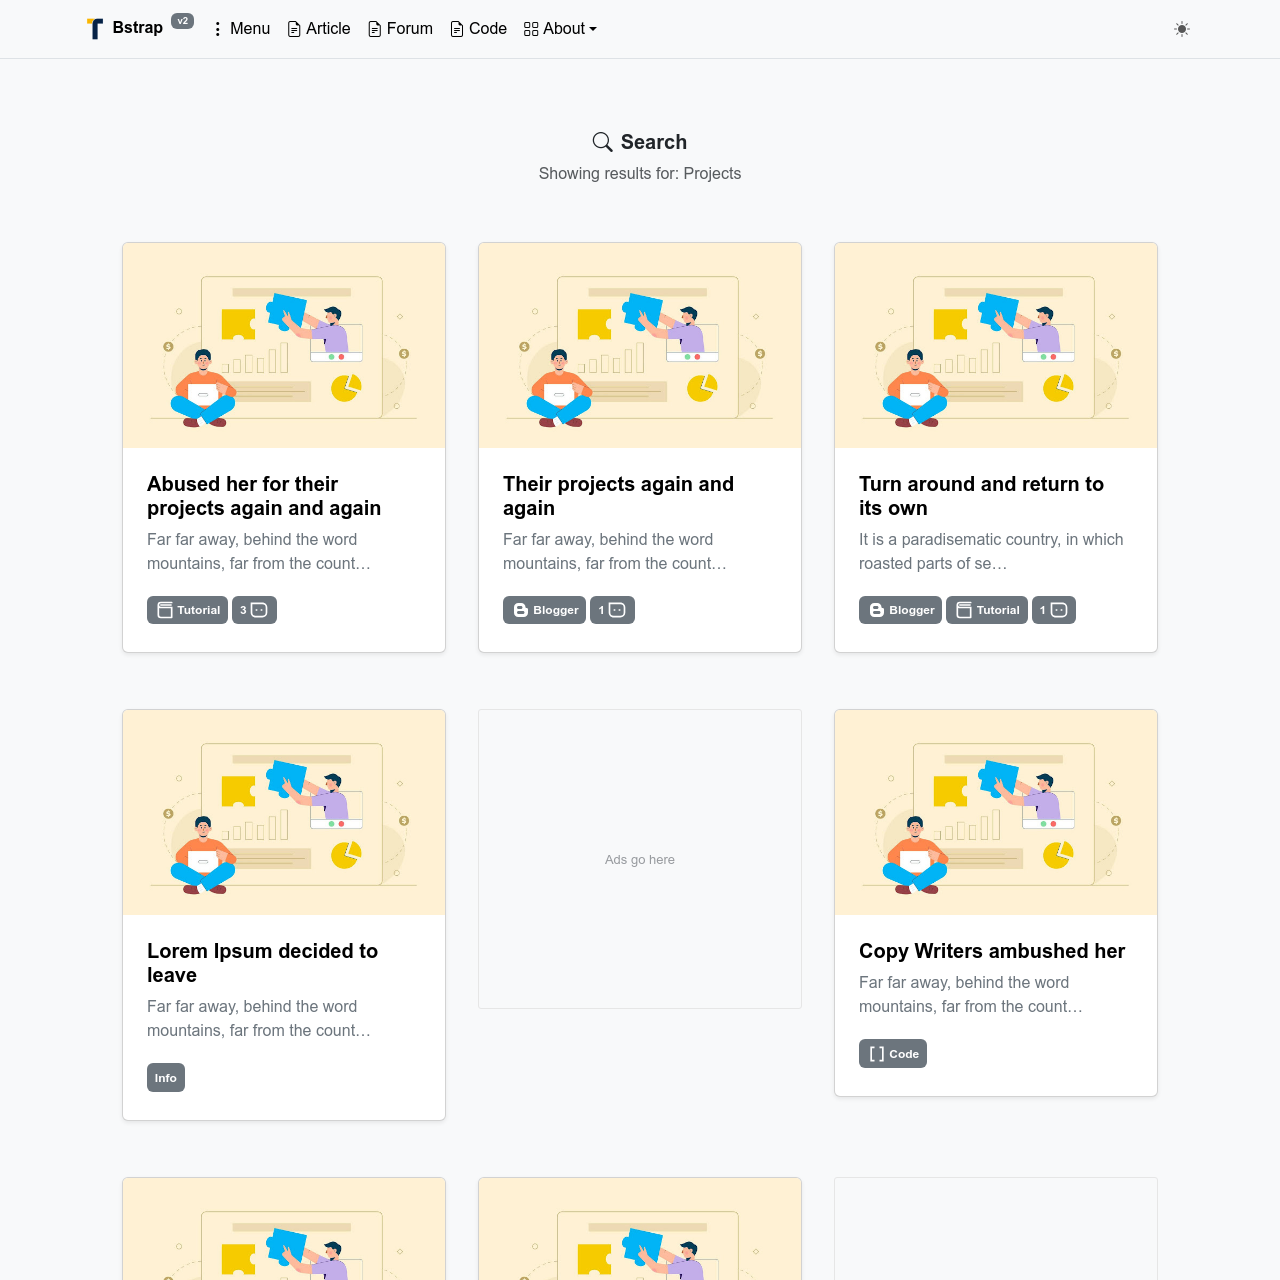 Bstrap v2 Menu Article Forum Code About
Search
Showing results for: Projects
Abused her for their
projects again and again
Far far away, behind the word
mountains, far from the count…
Tutorial 3
Their projects again and
again
Far far away, behind the word
mountains, far from the count…
Blogger 1
Turn around and return to
its own
It is a paradisematic country, in which
roasted parts of se…
Blogger Tutorial 1
Lorem Ipsum decided to
leave
Far far away, behind the word
mountains, far from the count…
Info
Ads go here
Copy Writers ambushed her
Far far away, behind the word
mountains, far from the count…
Code